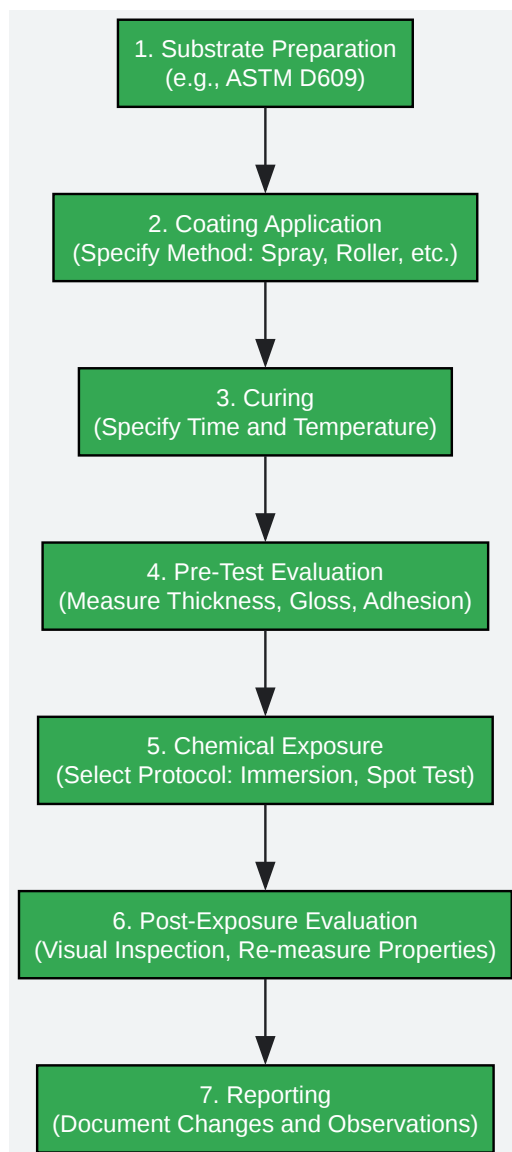 1. Substrate Preparation
(e.g., ASTM D609)
2. Coating Application
(Specify Method: Spray, Roller, etc.)
3. Curing
(Specify Time and Temperature)
4. Pre-Test Evaluation
(Measure Thickness, Gloss, Adhesion)
5. Chemical Exposure
(Select Protocol: Immersion, Spot Test)
6. Post-Exposure Evaluation
(Visual Inspection, Re-measure Properties)
7. Reporting
(Document Changes and Observations)